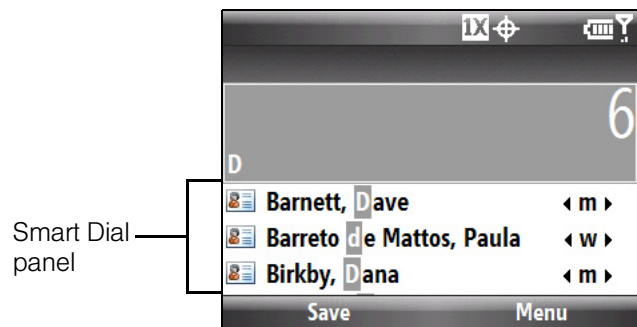 1X
6
D
Barnett, Dave m
Barreto de Mattos, Paula w
Birkby, Dana m
Save Menu
Smart Dial
panel